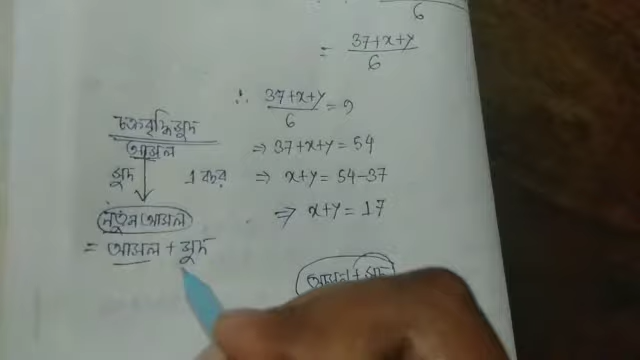 6
= 37+x+y
6
∴ 37+x+y
6 = 9
⇒ 37+x+y = 54
⇒ x+y = 54-37
⇒ x+y = 17
চক্রবৃদ্ধি সুদ
আসল
সুদ ১ বছর
নতুন আসল
= আসল + সুদ
আসল + সুদ